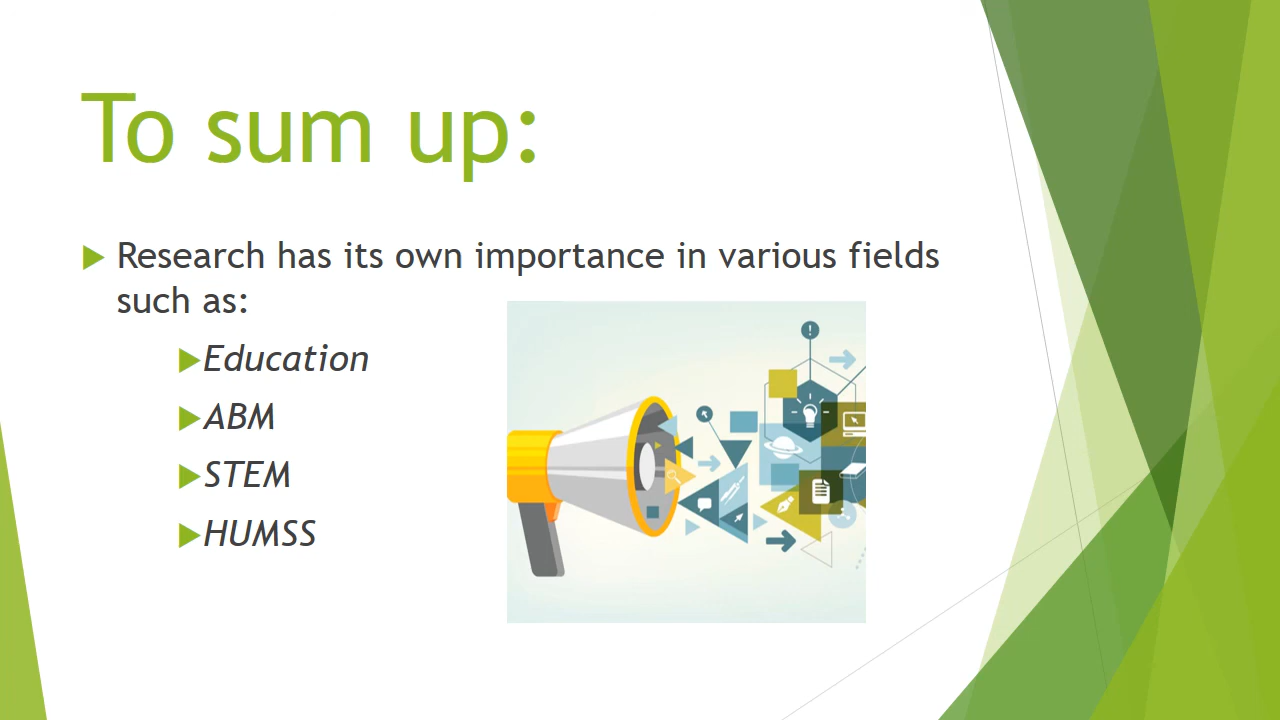 To sum up:
Research has its own importance in various fields
such as:
Education
ABM
STEM
HUMSS